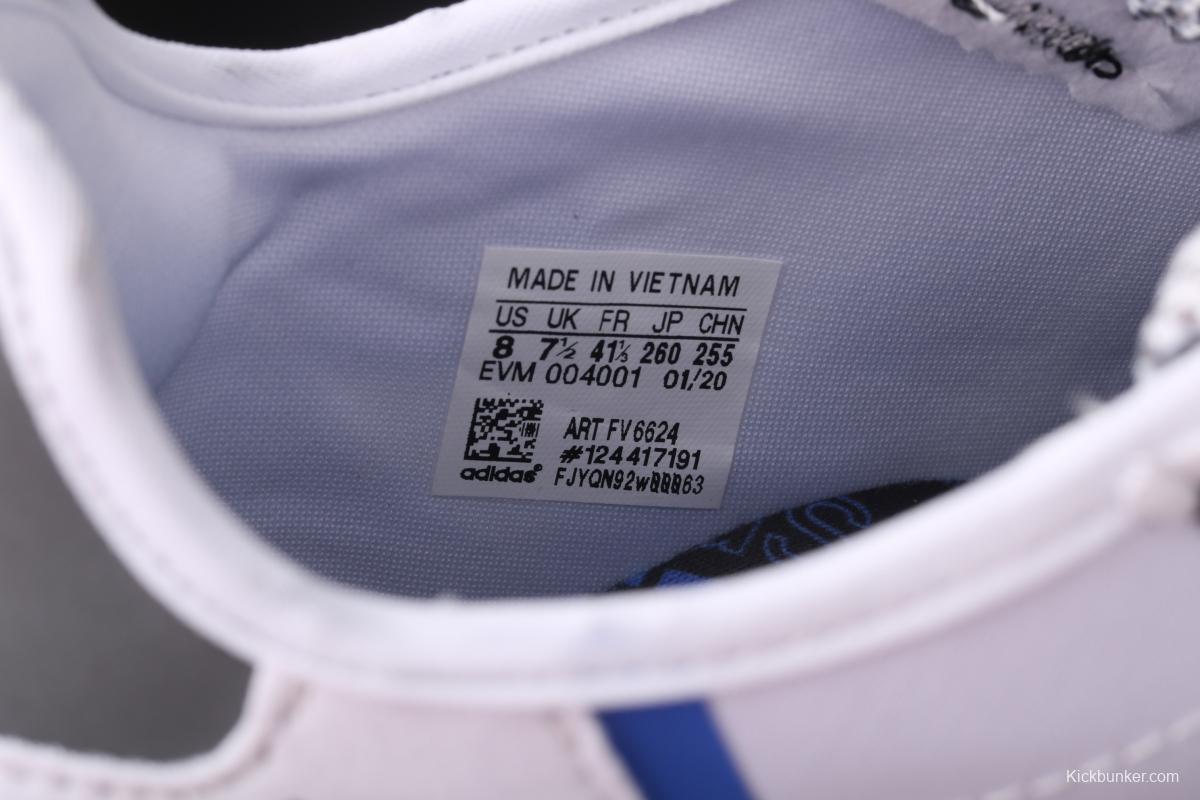 MADE IN VIETNAM
US UK FR JP CHN
8 7½ 41⅓ 260 255
EVM 004001 01/20
ART FV6624
#124417191
adidas®
Kickbunker.com